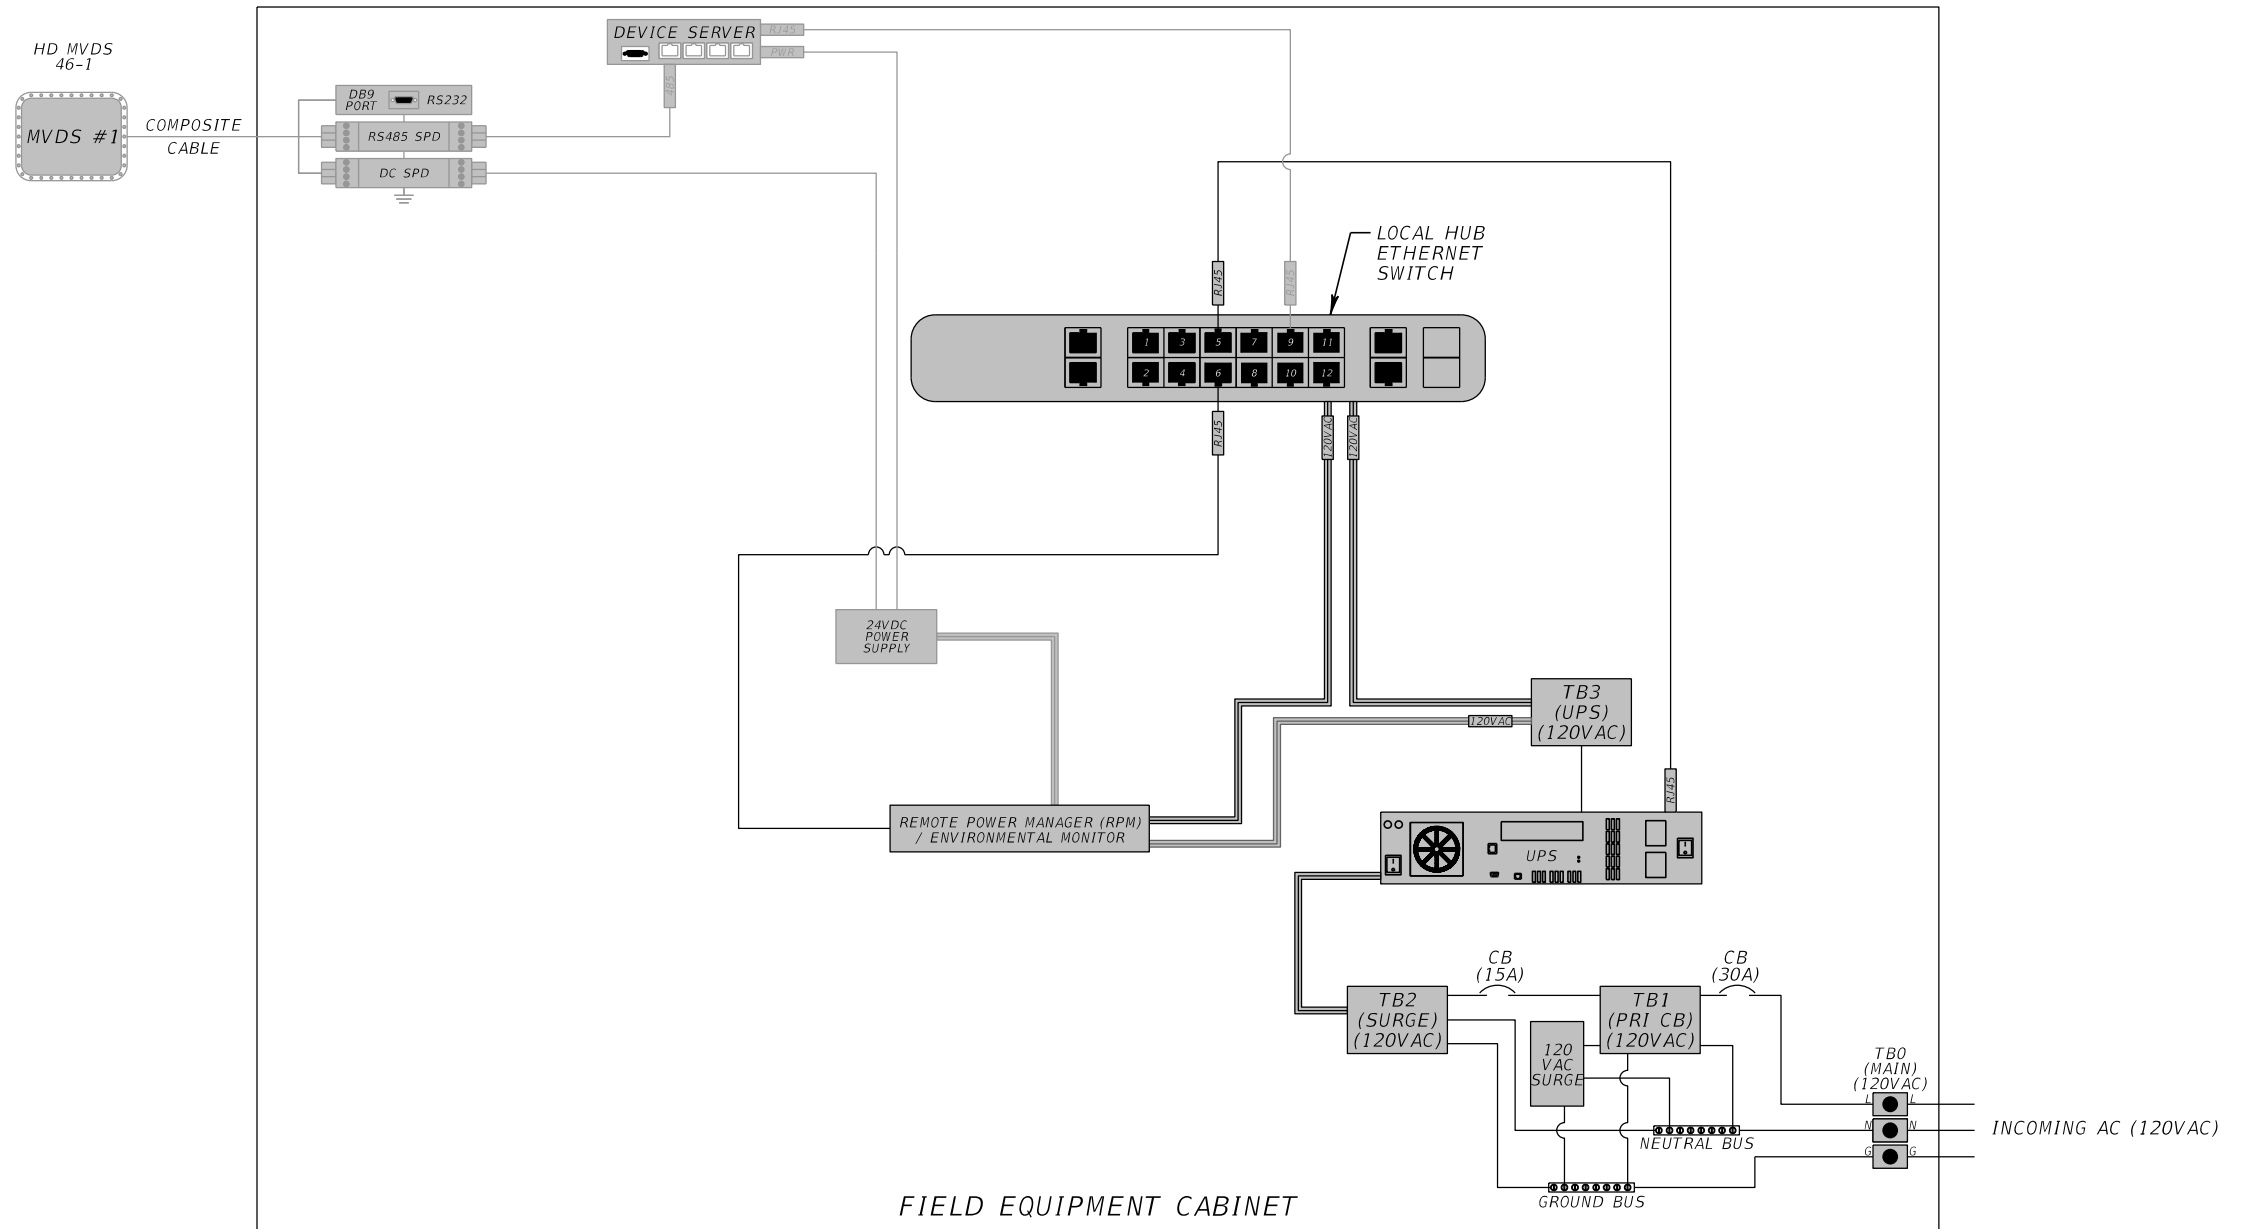 HD MVDS
46-1
MVDS #1
COMPOSITE
CABLE
DB9
PORT
RS232
RS485 SPD
DC SPD
DEVICE SERVER
RJ45
PWR
485
LOCAL HUB
ETHERNET
SWITCH
RJ45
RJ45
1 3 5 7 9 11
2 4 6 8 10 12
RJ45
120VAC
120VAC
24VDC
POWER
SUPPLY
TB3
(UPS)
(120VAC)
120VAC
RJ45
REMOTE POWER MANAGER (RPM)
/ ENVIRONMENTAL MONITOR
UPS
CB
(15A)
CB
(30A)
TB2
(SURGE)
(120VAC)
TB1
(PRI CB)
(120VAC)
120
VAC
SURGE
TB0
(MAIN)
(120VAC)
L L
N N
G G
INCOMING AC (120VAC)
NEUTRAL BUS
GROUND BUS
FIELD EQUIPMENT CABINET